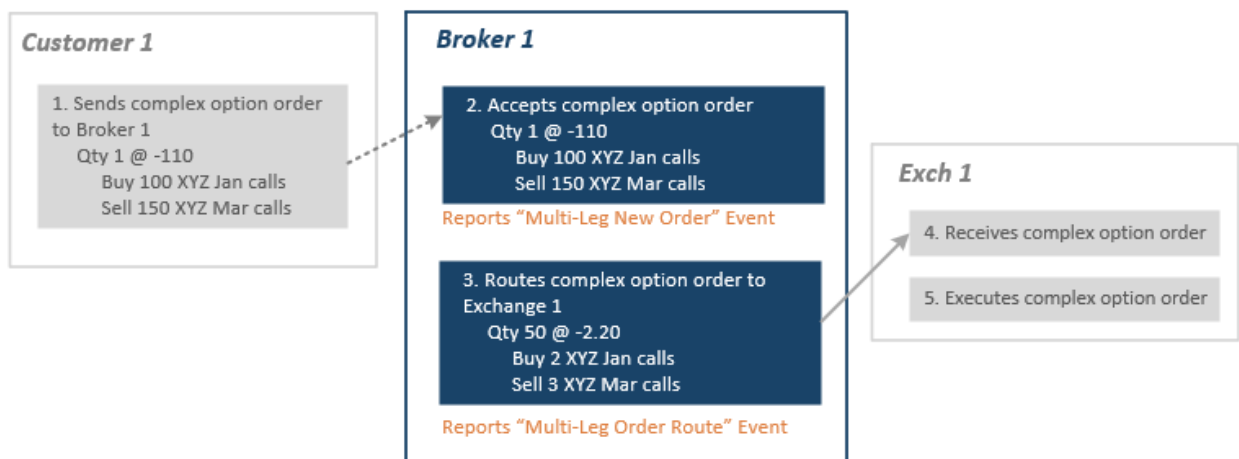 Customer 1
1. Sends complex option order
to Broker 1
Qty 1 @ -110
Buy 100 XYZ Jan calls
Sell 150 XYZ Mar calls
Broker 1
2. Accepts complex option order
Qty 1 @ -110
Buy 100 XYZ Jan calls
Sell 150 XYZ Mar calls
Reports “Multi-Leg New Order” Event
3. Routes complex option order to
Exchange 1
Qty 50 @ -2.20
Buy 2 XYZ Jan calls
Sell 3 XYZ Mar calls
Reports “Multi-Leg Order Route” Event
Exch 1
4. Receives complex option order
5. Executes complex option order